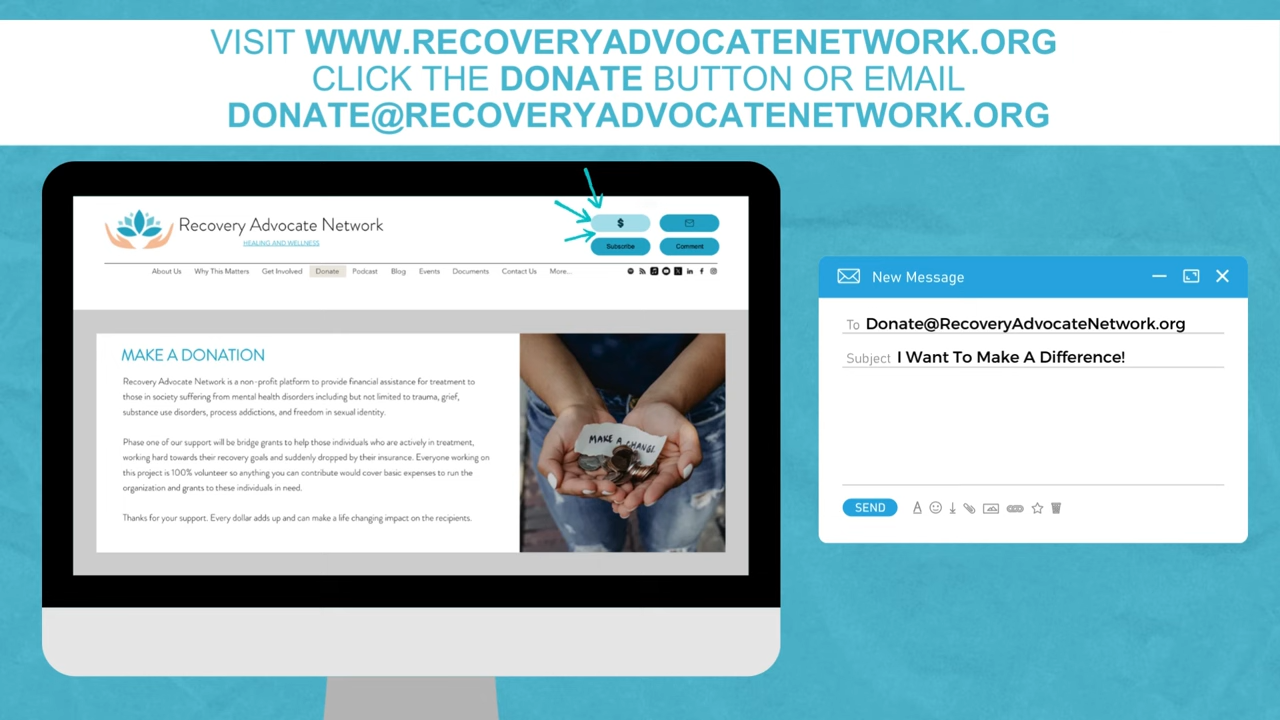 VISIT WWW.RECOVERYADVOCATENETWORK.ORG
CLICK THE DONATE BUTTON OR EMAIL
DONATE@RECOVERYADVOCATENETWORK.ORG
Recovery Advocate Network
HEALING AND WELLNESS
$
Subscribe
Comment
About Us Why This Matters Get Involved Donate Podcast Blog Events Documents Contact Us More...
MAKE A DONATION
Recovery Advocate Network is a non-profit platform to provide financial assistance for treatment to
those in society suffering from mental health disorders including but not limited to trauma, grief,
substance use disorders, process addictions, and freedom in sexual identity.
Phase one of our support will be bridge grants to help those individuals who are actively in treatment,
working hard towards their recovery goals and suddenly dropped by their insurance. Everyone working on
this project is 100% volunteer so anything you can contribute would cover basic expenses to run the
organization and grants to these individuals in need.
Thanks for your support. Every dollar adds up and can make a life changing impact on the recipients.
MAKE A CHANGE
New Message
To Donate@RecoveryAdvocateNetwork.org
Subject I Want To Make A Difference!
SEND